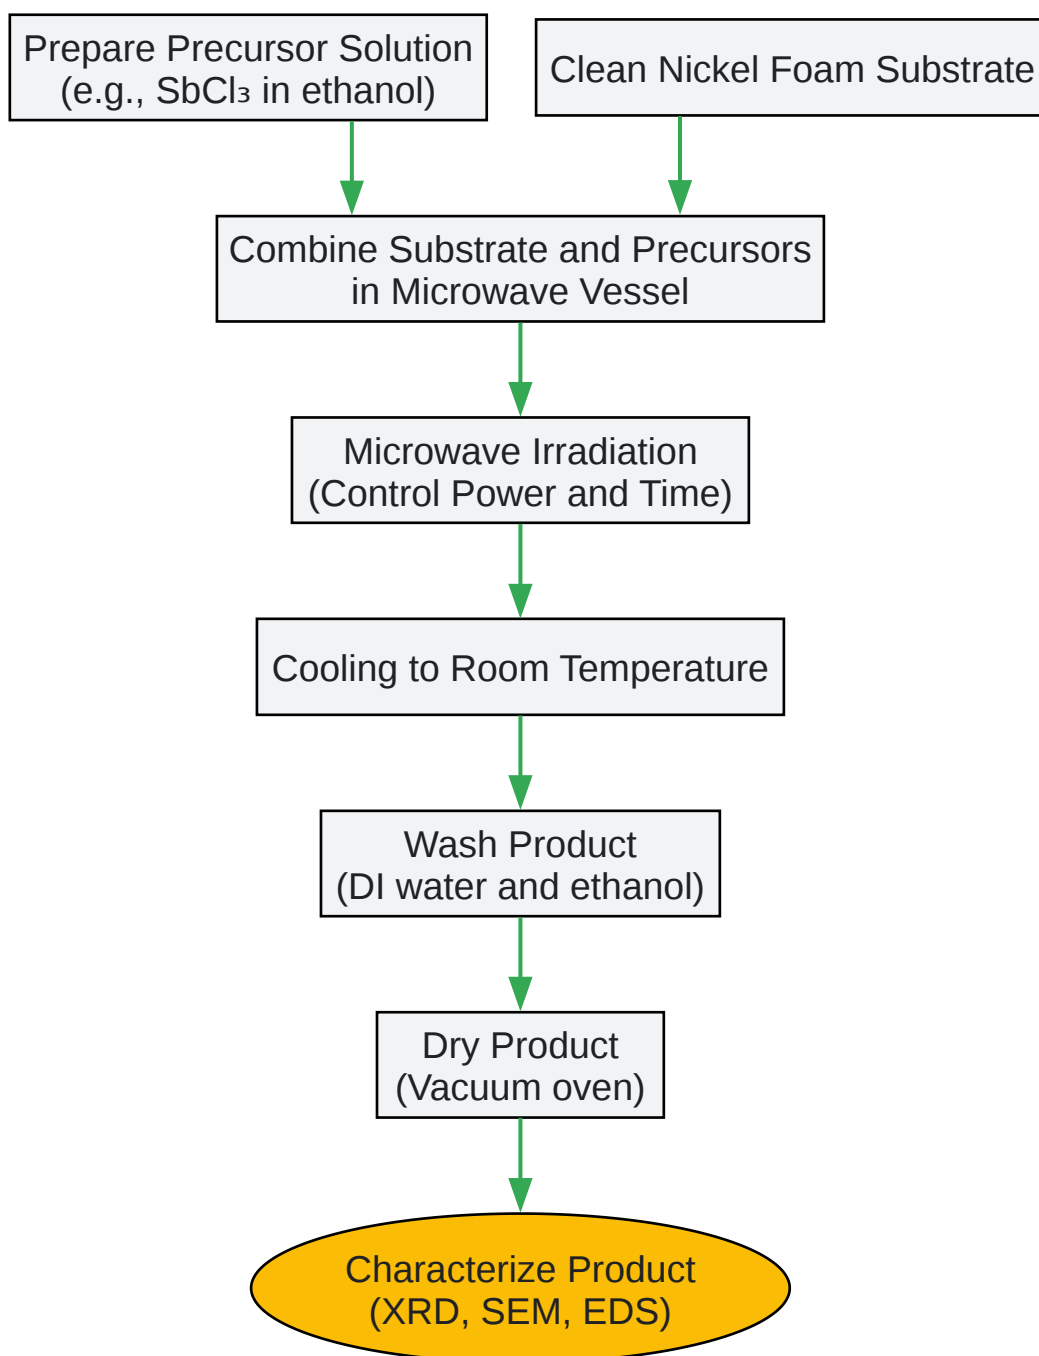 Prepare Precursor Solution
(e.g., SbCl₃ in ethanol)
Clean Nickel Foam Substrate
Combine Substrate and Precursors
in Microwave Vessel
Microwave Irradiation
(Control Power and Time)
Cooling to Room Temperature
Wash Product
(DI water and ethanol)
Dry Product
(Vacuum oven)
Characterize Product
(XRD, SEM, EDS)